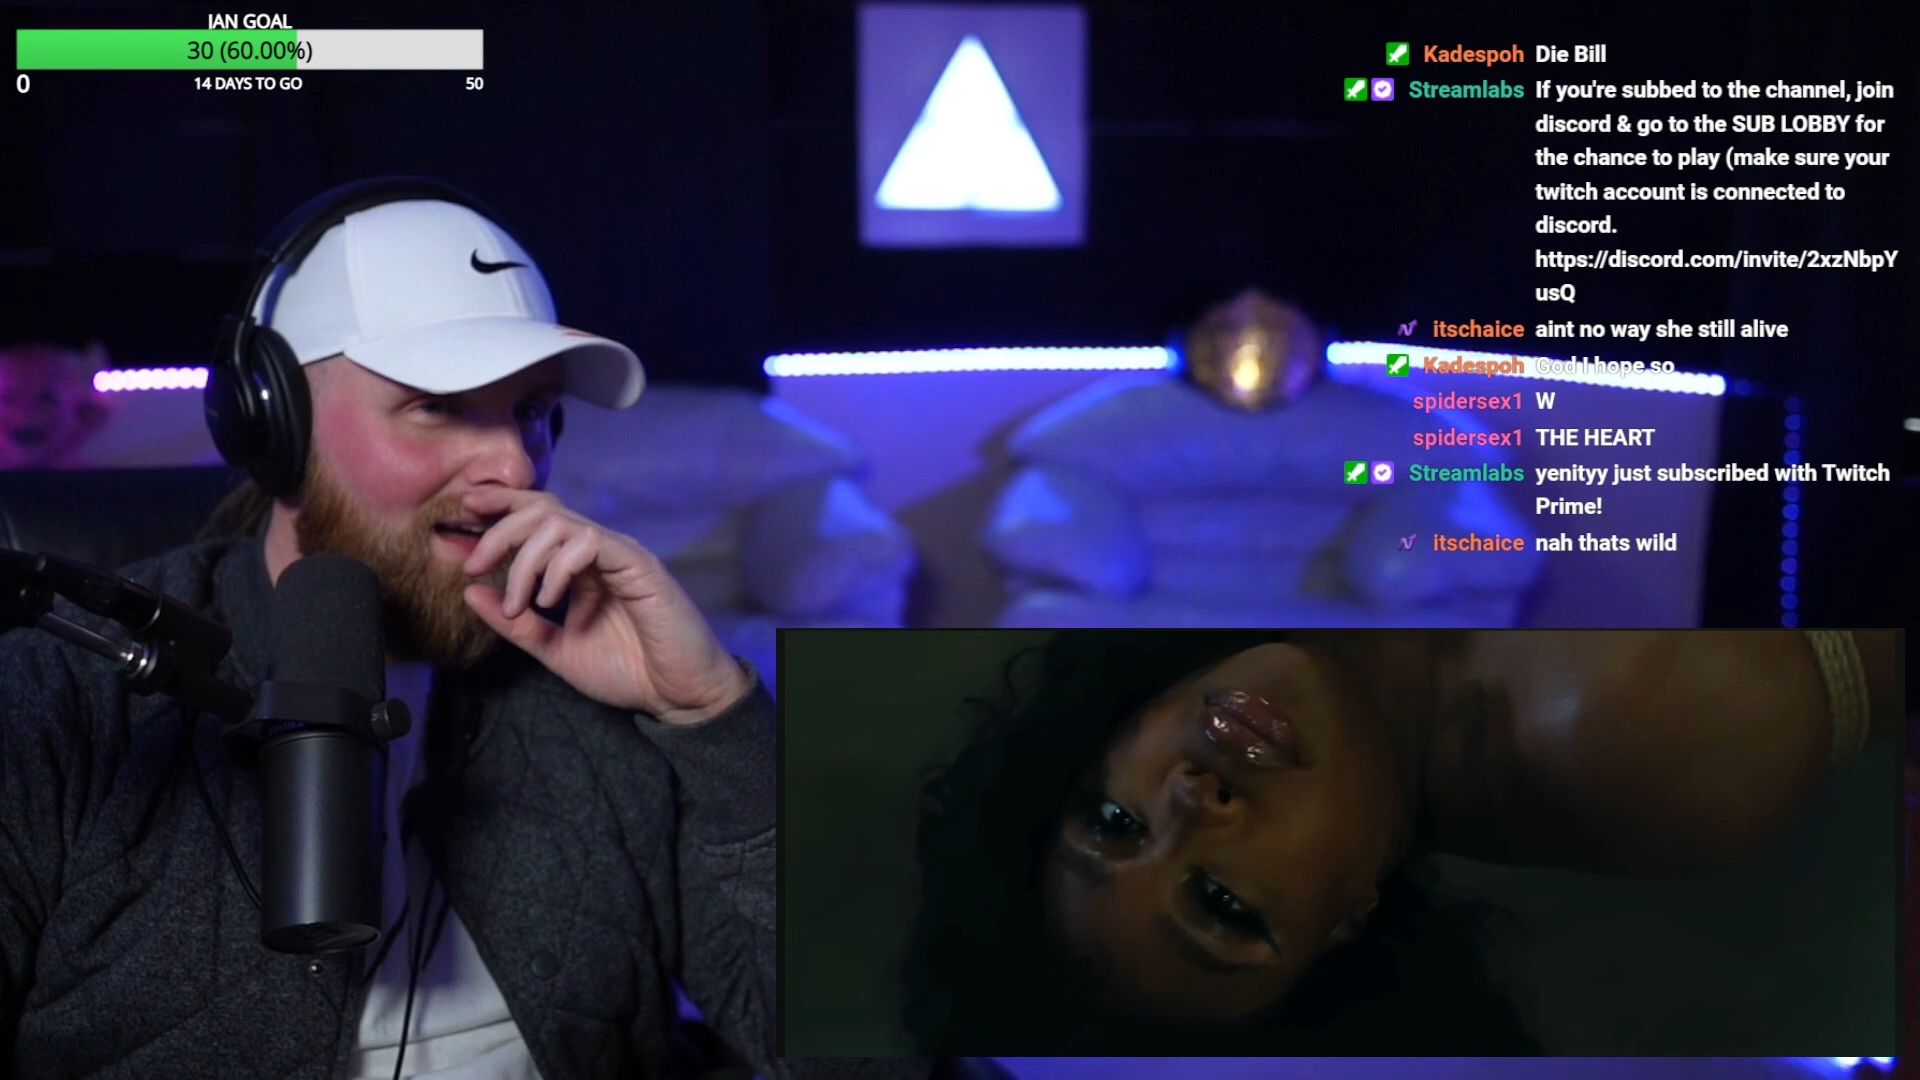 JAN GOAL
30 (60.00%)
0 14 DAYS TO GO 50
Kadespoh Die Bill
Streamlabs If you're subbed to the channel, join
discord & go to the SUB LOBBY for
the chance to play (make sure your
twitch account is connected to
discord.
https://discord.com/invite/2xzNbpY
usQ
itschaice aint no way she still alive
Kadespoh God I hope so
spidersex1 W
spidersex1 THE HEART
Streamlabs yenityy just subscribed with Twitch
Prime!
itschaice nah thats wild